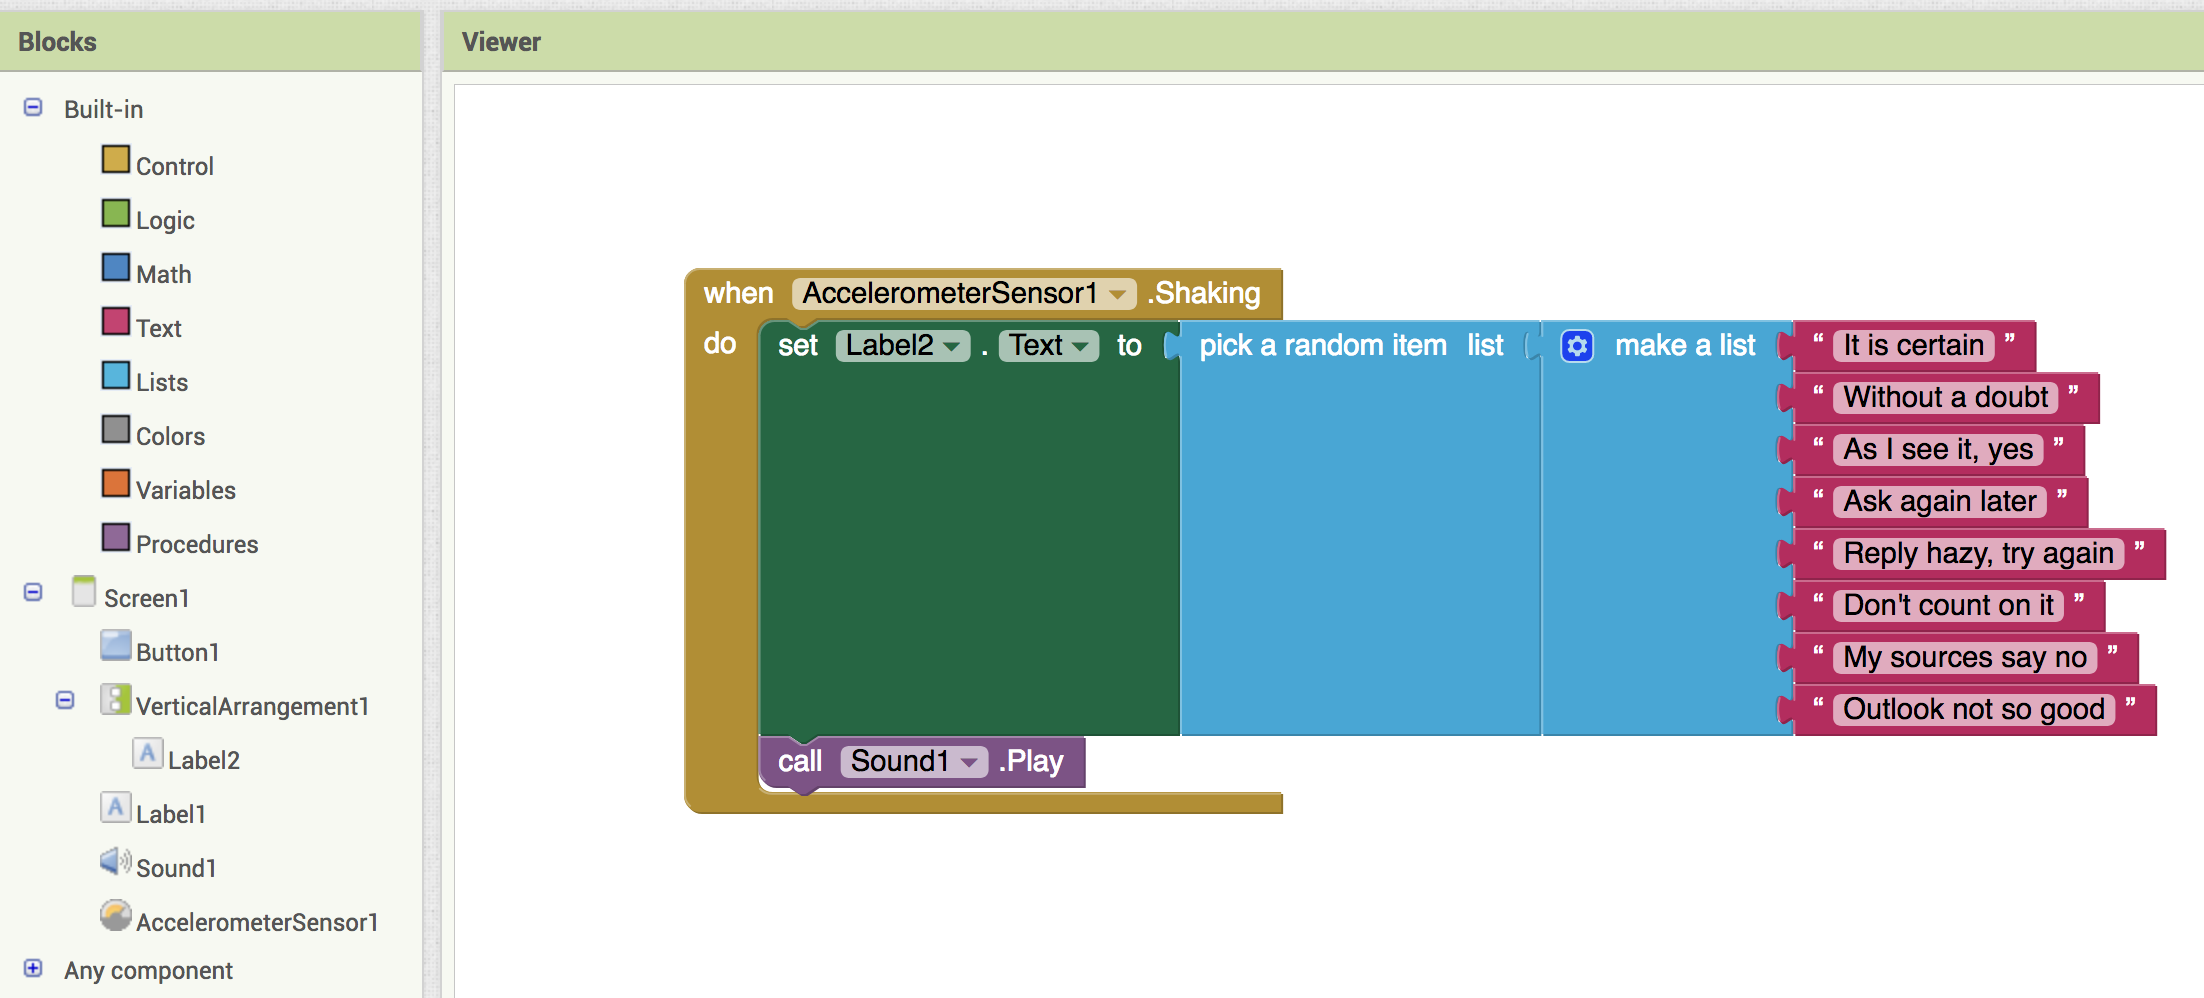 Blocks
Viewer
Built-in
Control
Logic
Math
Text
Lists
Colors
Variables
Procedures
Screen1
Button1
VerticalArrangement1
Label2
Label1
Sound1
AccelerometerSensor1
Any component
when AccelerometerSensor1 .Shaking
do set Label2 . Text to pick a random item list make a list “ It is certain ”
“ Without a doubt ”
“ As I see it, yes ”
“ Ask again later ”
“ Reply hazy, try again ”
“ Don't count on it ”
“ My sources say no ”
“ Outlook not so good ”
call Sound1 .Play